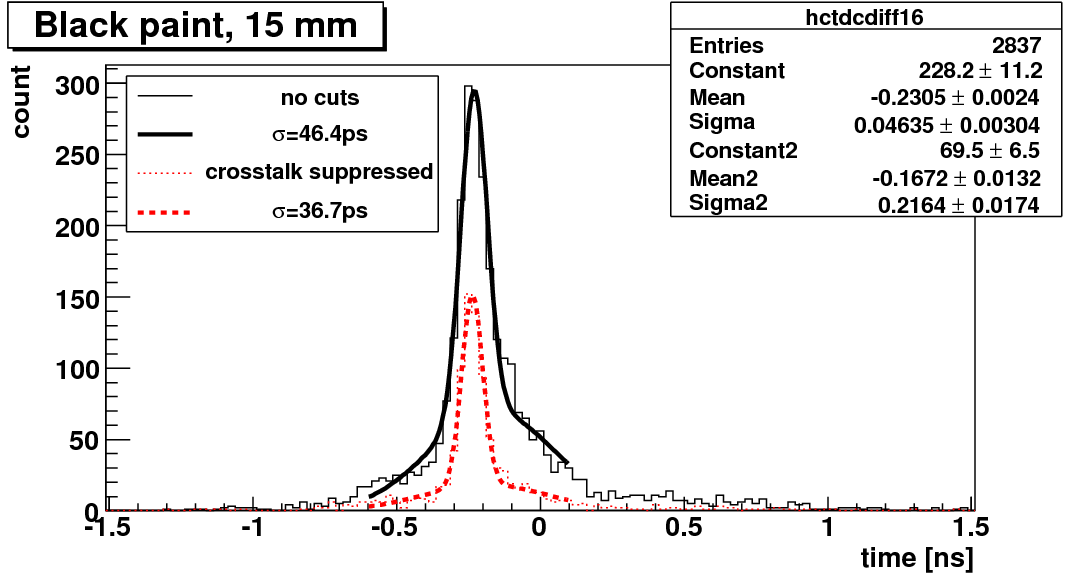 Black paint, 15 mm
hctdcdiff16
Entries 2837
Constant 228.2 ± 11.2
Mean -0.2305 ± 0.0024
Sigma 0.04635 ± 0.00304
Constant2 69.5 ± 6.5
Mean2 -0.1672 ± 0.0132
Sigma2 0.2164 ± 0.0174
count
no cuts
σ=46.4ps
crosstalk suppressed
σ=36.7ps
300
250
200
150
100
50
0
-1.5 -1 -0.5 0 0.5 1 1.5
time [ns]